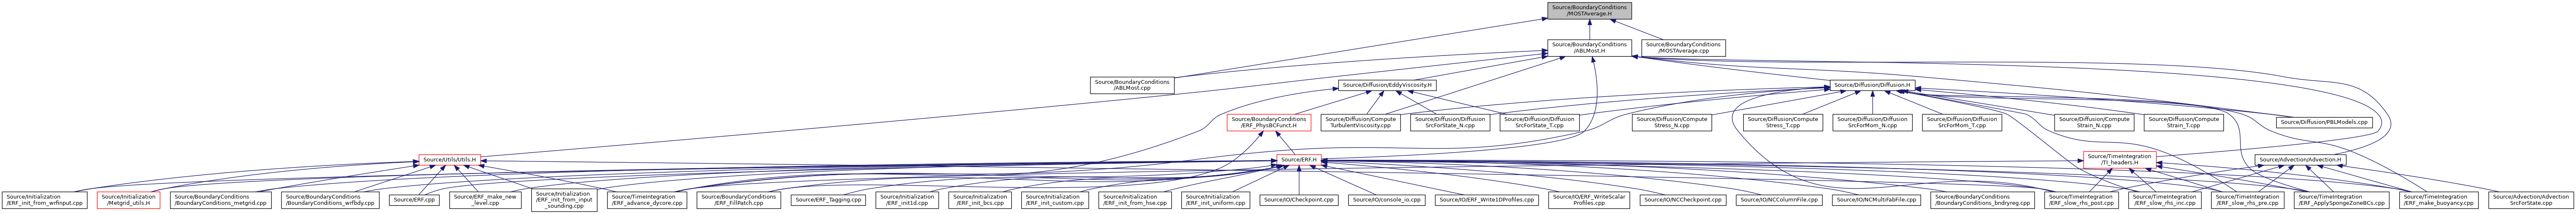 Source/BoundaryConditions
/MOSTAverage.H
Source/BoundaryConditions
/ABLMost.H
Source/BoundaryConditions
/MOSTAverage.cpp
Source/BoundaryConditions
/ABLMost.cpp
Source/Diffusion/EddyViscosity.H
Source/Diffusion/Diffusion.H
Source/BoundaryConditions
/ERF_PhysBCFunct.H
Source/Diffusion/Compute
TurbulentViscosity.cpp
Source/Diffusion/Diffusion
SrcForState_N.cpp
Source/Diffusion/Diffusion
SrcForState_T.cpp
Source/Diffusion/Compute
Stress_N.cpp
Source/Diffusion/Compute
Stress_T.cpp
Source/Diffusion/Diffusion
SrcForMom_N.cpp
Source/Diffusion/Diffusion
SrcForMom_T.cpp
Source/Diffusion/Compute
Strain_N.cpp
Source/Diffusion/Compute
Strain_T.cpp
Source/Diffusion/PBLModels.cpp
Source/Utils/Utils.H
Source/ERF.H
Source/TimeIntegration
/TI_headers.H
Source/Advection/Advection.H
Source/Initialization
/ERF_init_from_wrfinput.cpp
Source/Initialization
/Metgrid_utils.H
Source/BoundaryConditions
/BoundaryConditions_metgrid.cpp
Source/BoundaryConditions
/BoundaryConditions_wrfbdy.cpp
Source/ERF.cpp
Source/ERF_make_new
_level.cpp
Source/Initialization
/ERF_init_from_input
_sounding.cpp
Source/TimeIntegration
/ERF_advance_dycore.cpp
Source/BoundaryConditions
/ERF_FillPatch.cpp
Source/ERF_Tagging.cpp
Source/Initialization
/ERF_init1d.cpp
Source/Initialization
/ERF_init_bcs.cpp
Source/Initialization
/ERF_init_custom.cpp
Source/Initialization
/ERF_init_from_hse.cpp
Source/Initialization
/ERF_init_uniform.cpp
Source/IO/Checkpoint.cpp
Source/IO/console_io.cpp
Source/IO/ERF_Write1DProfiles.cpp
Source/IO/ERF_WriteScalar
Profiles.cpp
Source/IO/NCCheckpoint.cpp
Source/IO/NCColumnFile.cpp
Source/IO/NCMultiFabFile.cpp
Source/BoundaryConditions
/BoundaryConditions_bndryreg.cpp
Source/TimeIntegration
/ERF_slow_rhs_post.cpp
Source/TimeIntegration
/ERF_slow_rhs_inc.cpp
Source/TimeIntegration
/ERF_slow_rhs_pre.cpp
Source/TimeIntegration
/ERF_ApplySpongeZoneBCs.cpp
Source/TimeIntegration
/ERF_make_buoyancy.cpp
Source/Advection/Advection
SrcForState.cpp